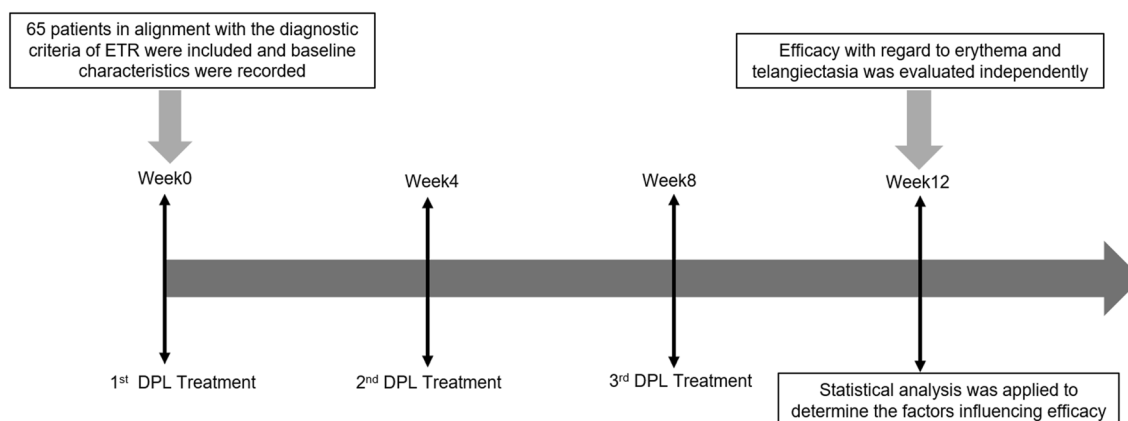 65 patients in alignment with the diagnostic
criteria of ETR were included and baseline
characteristics were recorded
Efficacy with regard to erythema and
telangiectasia was evaluated independently
Week0
Week4
Week8
Week12
1st DPL Treatment
2nd DPL Treatment
3rd DPL Treatment
Statistical analysis was applied to
determine the factors influencing efficacy